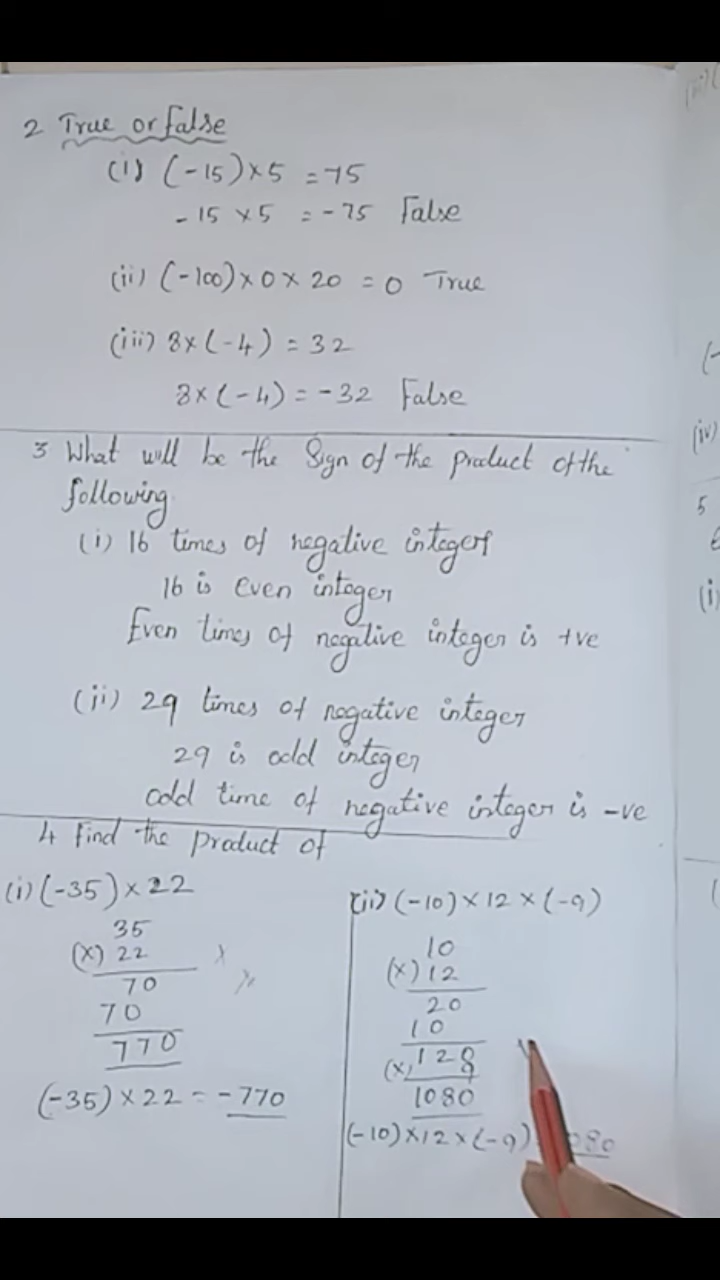 2 True or False
(i) (-15)×5 = 75
-15 × 5 = -75 False
(ii) (-100)×0×20 = 0 True
(iii) 8×(-4) = 32
8×(-4) = -32 False
3 What will be the Sign of the product of the
following
(i) 16 times of negative integers
16 is even integer
Even times of negative integer is +ve
(ii) 29 times of negative integer
29 is odd integer
odd time of negative integer is -ve
4 Find the product of
(i) (-35)×22
35
(×) 22
70
70
770
(-35)×22 = -770
(ii) (-10)×12×(-9)
10
(×) 12
20
10
120
(×) 9
1080
(-10)×12×(-9)
(iv)
5
(i)